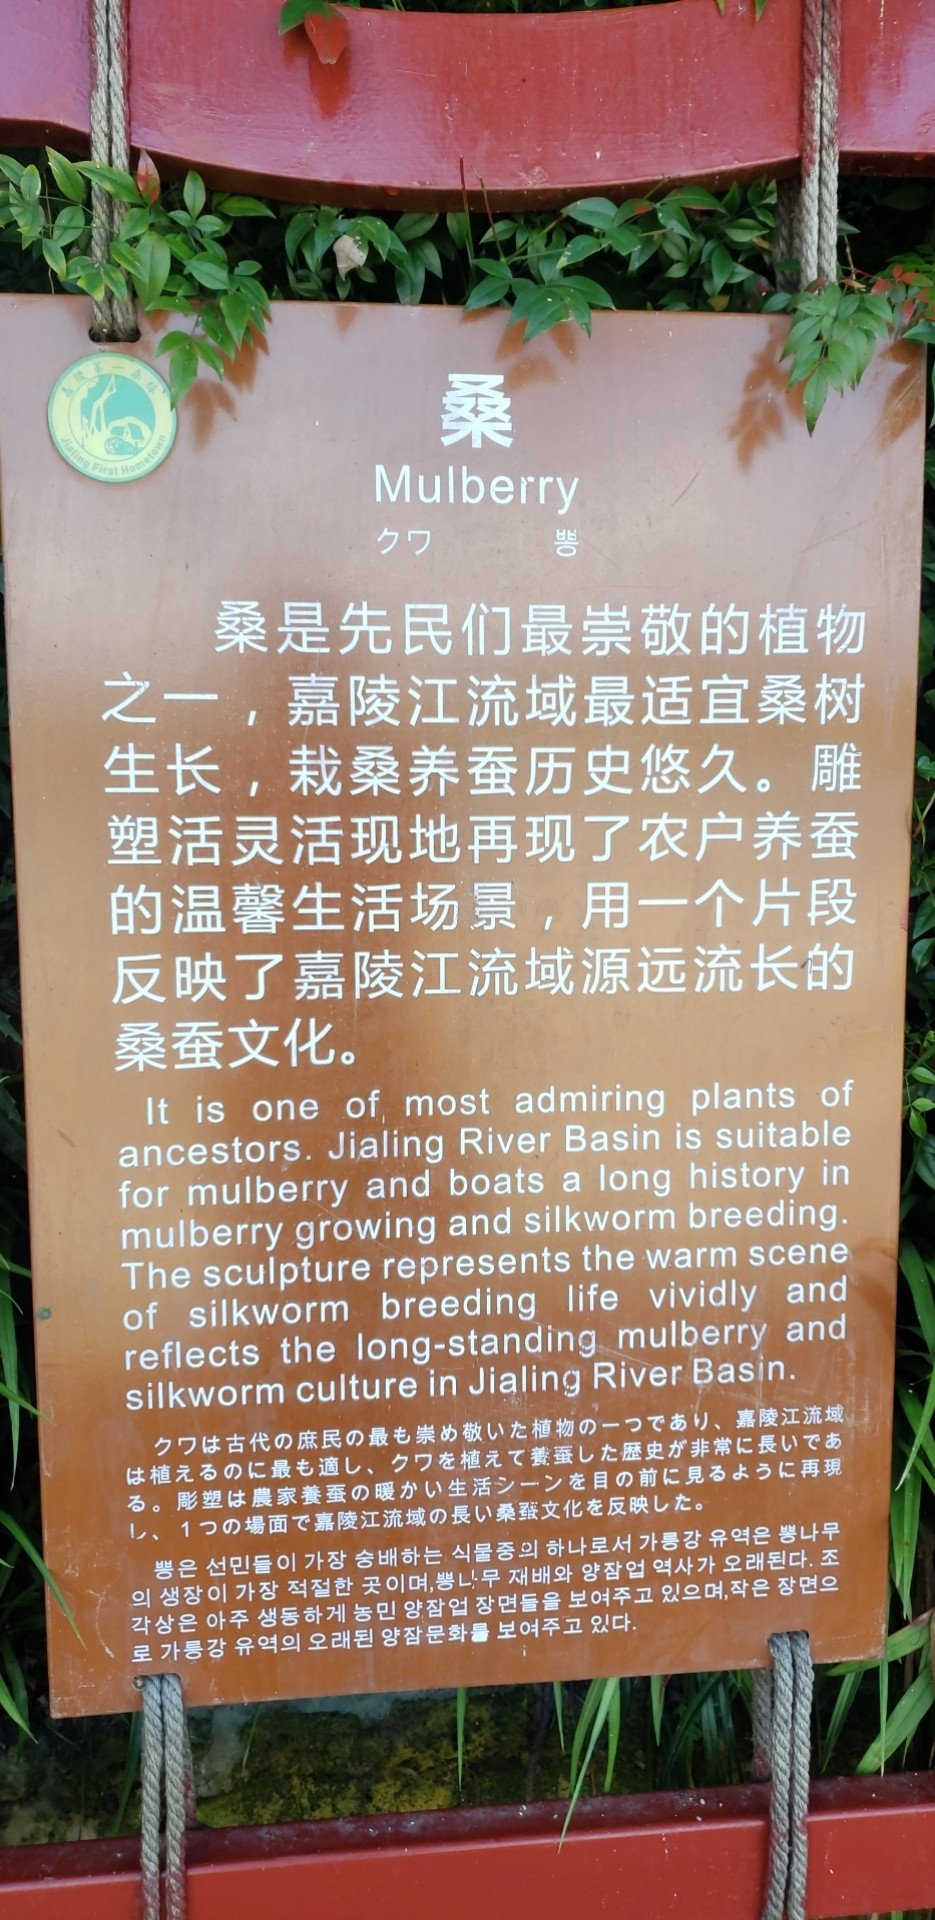 嘉陵第一桑梓
Jialing First Hometown
桑
Mulberry
クワ 뽕
桑是先民们最崇敬的植物
之一，嘉陵江流域最适宜桑树
生长，栽桑养蚕历史悠久。雕
塑活灵活现地再现了农户养蚕
的温馨生活场景，用一个片段
反映了嘉陵江流域源远流长的
桑蚕文化。
It is one of most admiring plants of
ancestors. Jialing River Basin is suitable
for mulberry and boats a long history in
mulberry growing and silkworm breeding.
The sculpture represents the warm scene
of silkworm breeding life vividly and
reflects the long-standing mulberry and
silkworm culture in Jialing River Basin.
クワは古代の庶民の最も崇め敬いた植物の一つであり、嘉陵江流域
は植えるのに最も適し、クワを植えて養蚕した歴史が非常に長いであ
る。彫塑は農家養蚕の暖かい生活シーンを目の前に見るように再現
し、1つの場面で嘉陵江流域の長い桑蚕文化を反映した。
뽕은 선민들이 가장 숭배하는 식물중의 하나로서 가릉강 유역은 뽕나무
의 생장이 가장 적절한 곳이며,뽕나무 재배와 양잠업 역사가 오래된다. 조
각상은 아주 생동하게 농민 양잠업 장면들을 보여주고 있으며,작은 장면으
로 가릉강 유역의 오래된 양잠문화를 보여주고 있다.